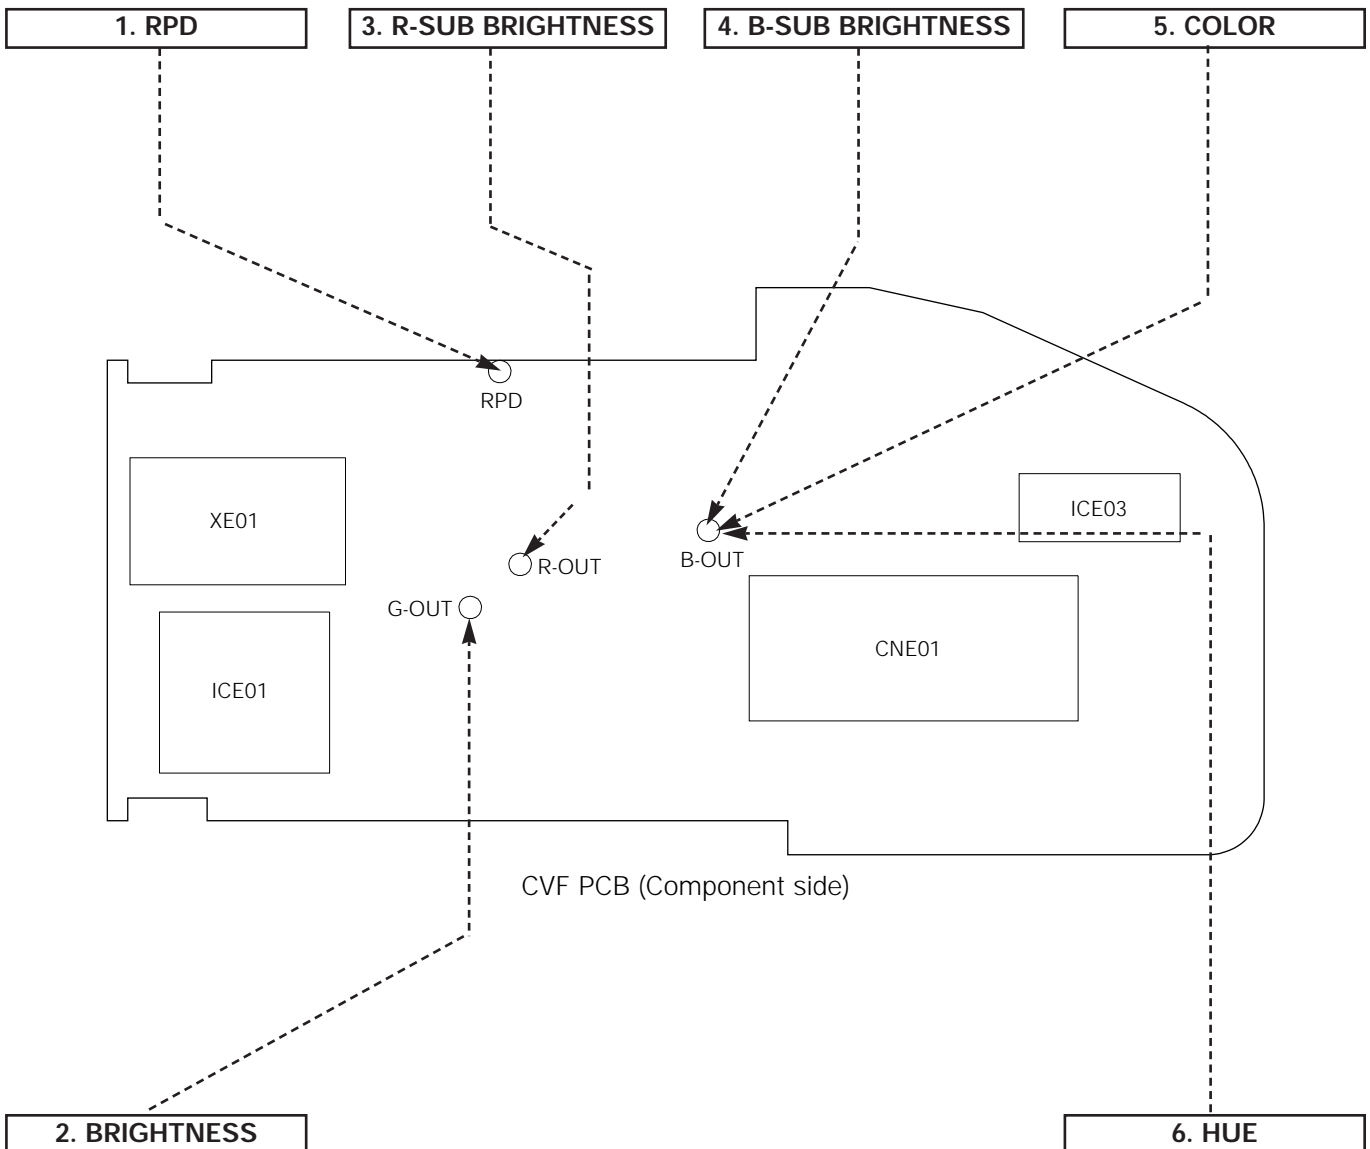 1. RPD
3. R-SUB BRIGHTNESS
4. B-SUB BRIGHTNESS
5. COLOR
RPD
XE01
ICE03
R-OUT
B-OUT
G-OUT
CNE01
ICE01
CVF PCB (Component side)
2. BRIGHTNESS
6. HUE